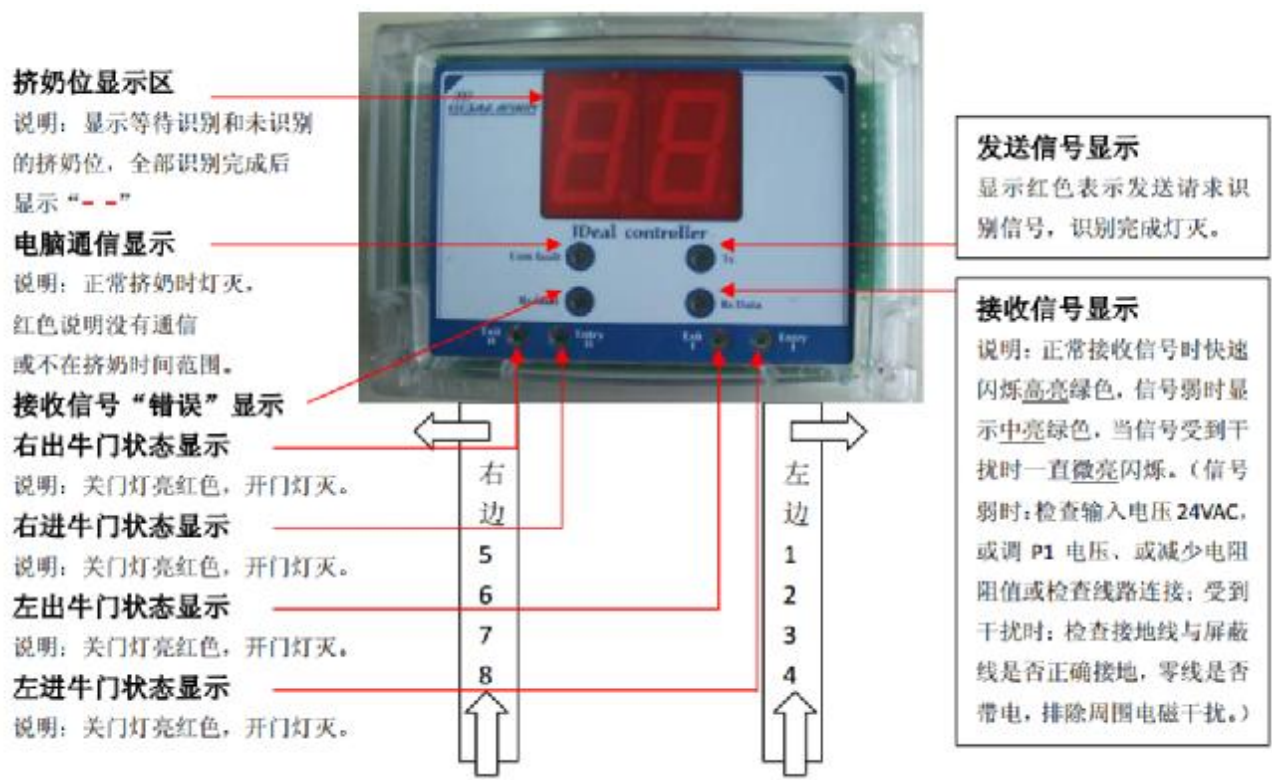 挤奶位显示区
说明：显示等待识别和未识别
的挤奶位，全部识别完成后
显示“- -”
电脑通信显示
说明：正常挤奶时灯灭，
红色说明没有通信
或不在挤奶时间范围。
接收信号“错误”显示
右出牛门状态显示
说明：关门灯亮红色，开门灯灭。
右进牛门状态显示
说明：关门灯亮红色，开门灯灭。
左出牛门状态显示
说明：关门灯亮红色，开门灯灭。
左进牛门状态显示
说明：关门灯亮红色，开门灯灭。
88
IDeal controller
Com fault
Tx
Rx Data
Exit
II
Entry
II
Exit
I
Entry
I
右
边
5
6
7
8
左
边
1
2
3
4
发送信号显示
显示红色表示发送请求识
别信号，识别完成灯灭。
接收信号显示
说明：正常接收信号时快速
闪烁高亮绿色，信号弱时显
示中亮绿色，当信号受到干
扰时一直微亮闪烁。（信号
弱时：检查输入电压 24VAC，
或调 P1 电压、或减少电阻
阻值或检查线路连接；受到
干扰时：检查接地线与屏蔽
线是否正确接地，零线是否
带电，排除周围电磁干扰。）